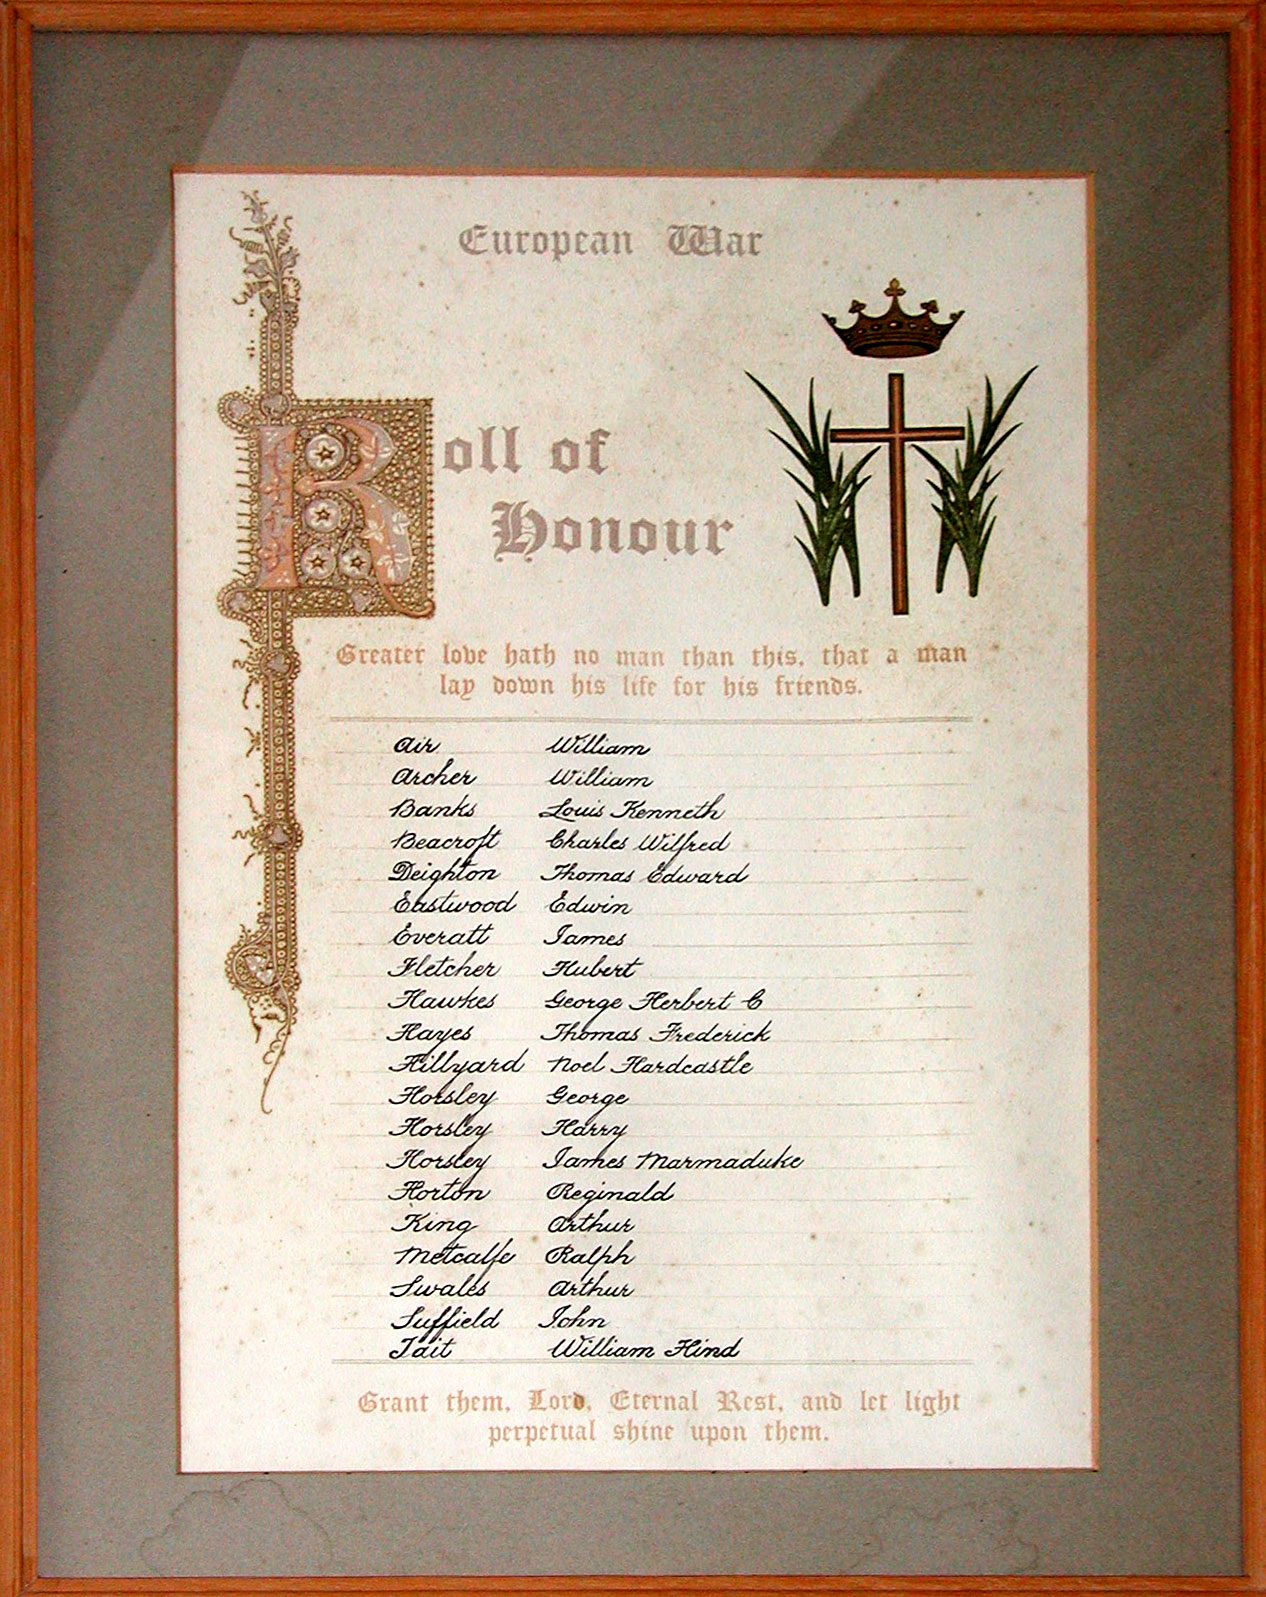 European War
Roll of
Honour
Greater love hath no man than this, that a man
lay down his life for his friends.
Air William
Archer William
Banks Louis Kenneth
Beacroft Charles Wilfred
Deighton Thomas Edward
Eastwood Edwin
Everatt James
Fletcher Hubert
Hawkes George Herbert C
Hayes Thomas Frederick
Hillyard Noel Hardcastle
Horsley George
Horsley Harry
Horsley James Marmaduke
Horton Reginald
King Arthur
Metcalfe Ralph
Swales Arthur
Suffield John
Tait William Hind
Grant them, Lord, Eternal Rest, and let light
perpetual shine upon them.